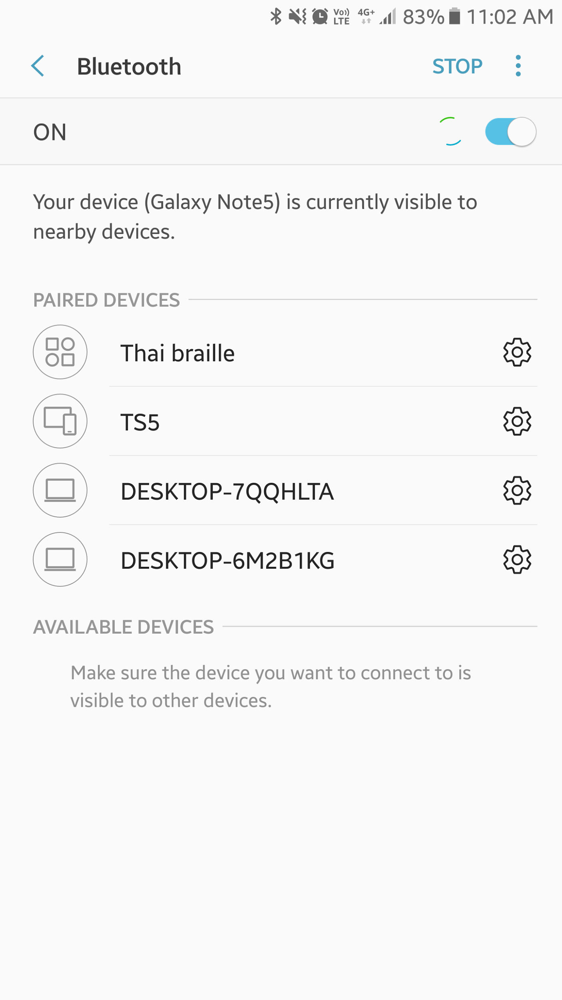 Vo)) LTE 4G+ 83% 11:02 AM
Bluetooth STOP
ON
Your device (Galaxy Note5) is currently visible to
nearby devices.
PAIRED DEVICES
Thai braille
TS5
DESKTOP-7QQHLTA
DESKTOP-6M2B1KG
AVAILABLE DEVICES
Make sure the device you want to connect to is
visible to other devices.